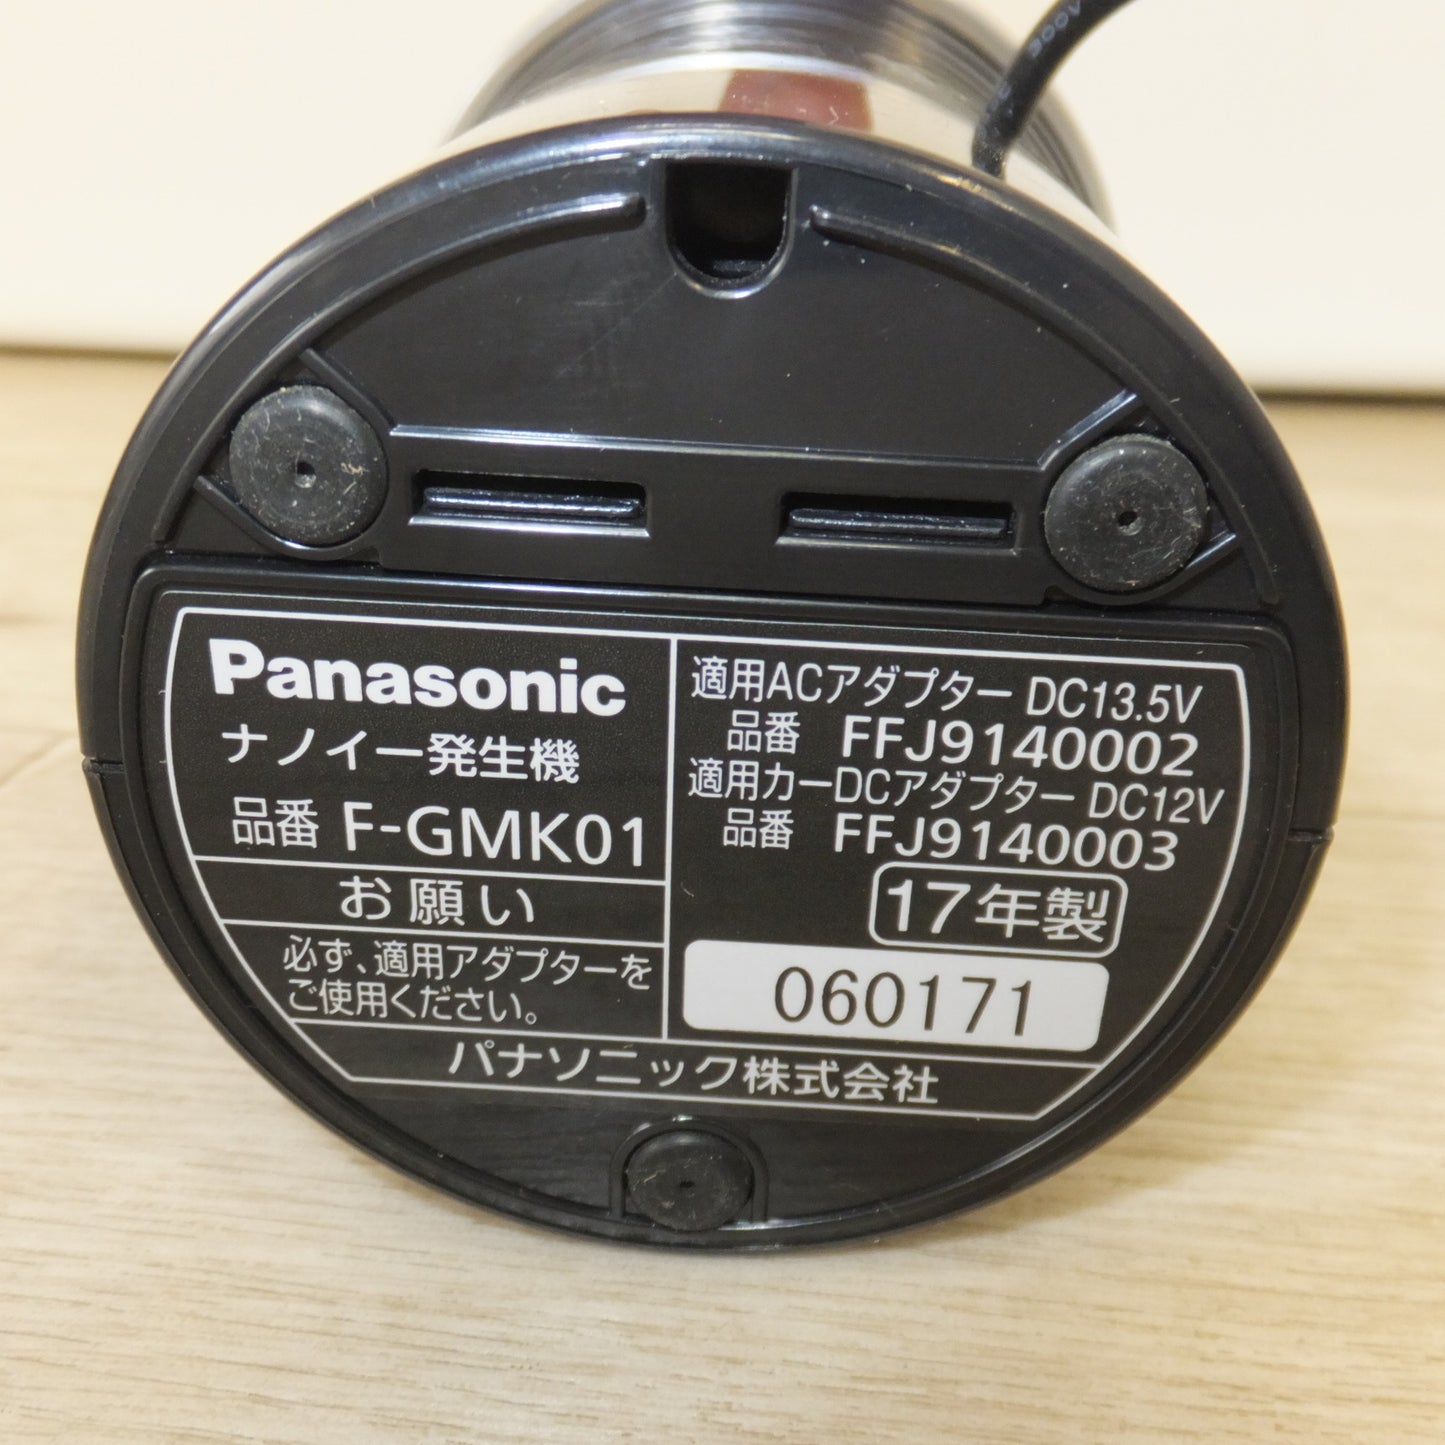 300V
Panasonic
ナノイー発生機
品番 F-GMK01
お願い
必ず、適用アダプターを
ご使用ください。
適用ACアダプター DC13.5V
品番 FFJ9140002
適用カーDCアダプター DC12V
品番 FFJ9140003
17年製
060171
パナソニック株式会社